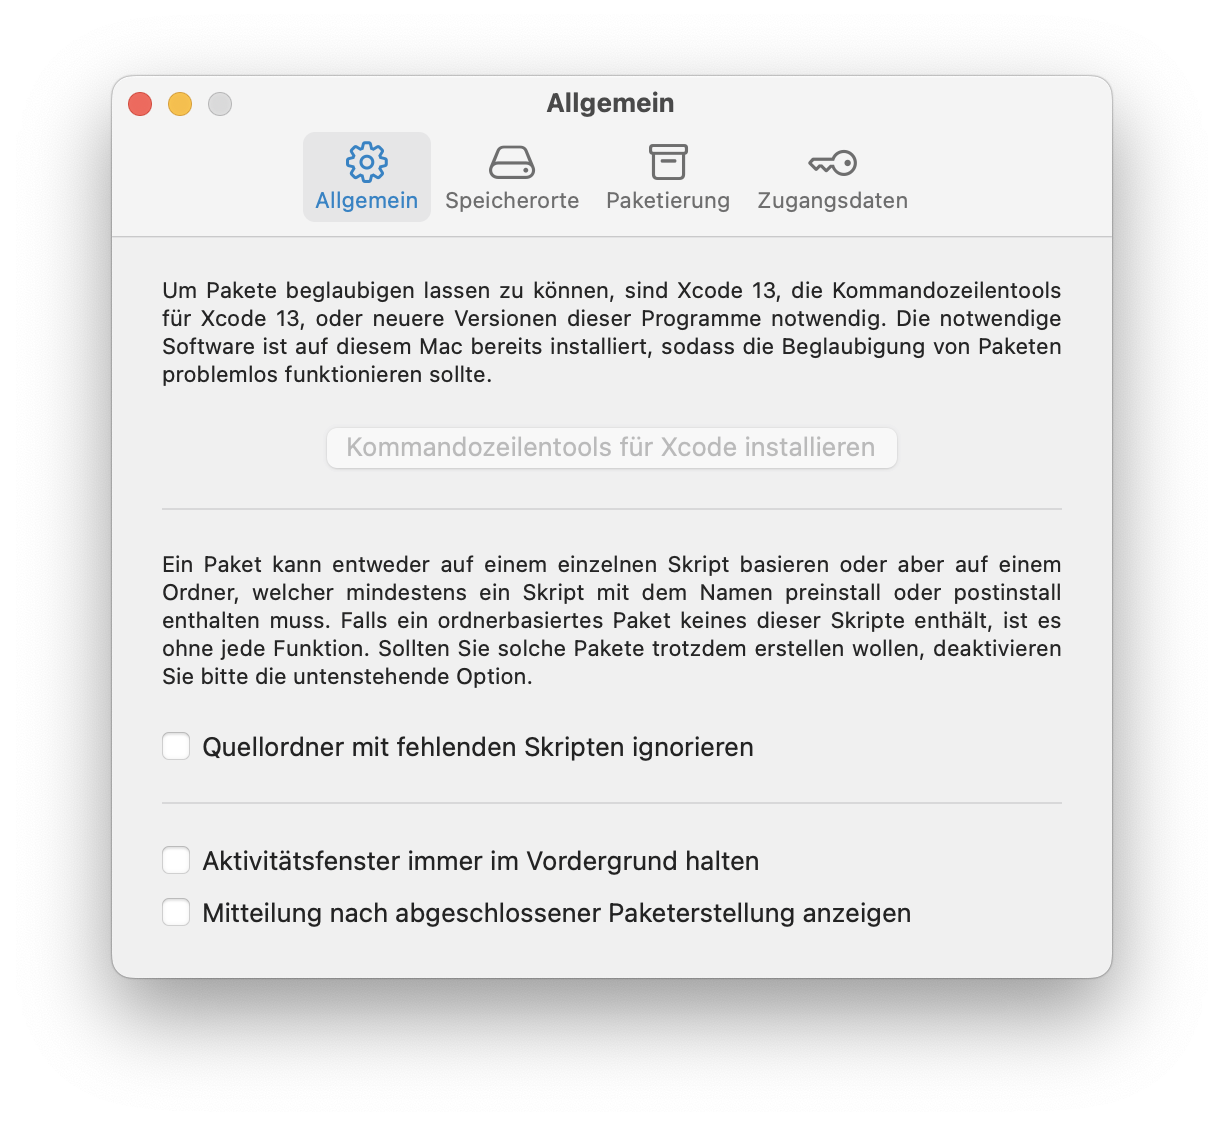 Allgemein
Allgemein
Speicherorte
Paketierung
Zugangsdaten
Um Pakete beglaubigen lassen zu können, sind Xcode 13, die Kommandozeilentools
für Xcode 13, oder neuere Versionen dieser Programme notwendig. Die notwendige
Software ist auf diesem Mac bereits installiert, sodass die Beglaubigung von Paketen
problemlos funktionieren sollte.
Kommandozeilentools für Xcode installieren
Ein Paket kann entweder auf einem einzelnen Skript basieren oder aber auf einem
Ordner, welcher mindestens ein Skript mit dem Namen preinstall oder postinstall
enthalten muss. Falls ein ordnerbasiertes Paket keines dieser Skripte enthält, ist es
ohne jede Funktion. Sollten Sie solche Pakete trotzdem erstellen wollen, deaktivieren
Sie bitte die untenstehende Option.
Quellordner mit fehlenden Skripten ignorieren
Aktivitätsfenster immer im Vordergrund halten
Mitteilung nach abgeschlossener Paketerstellung anzeigen